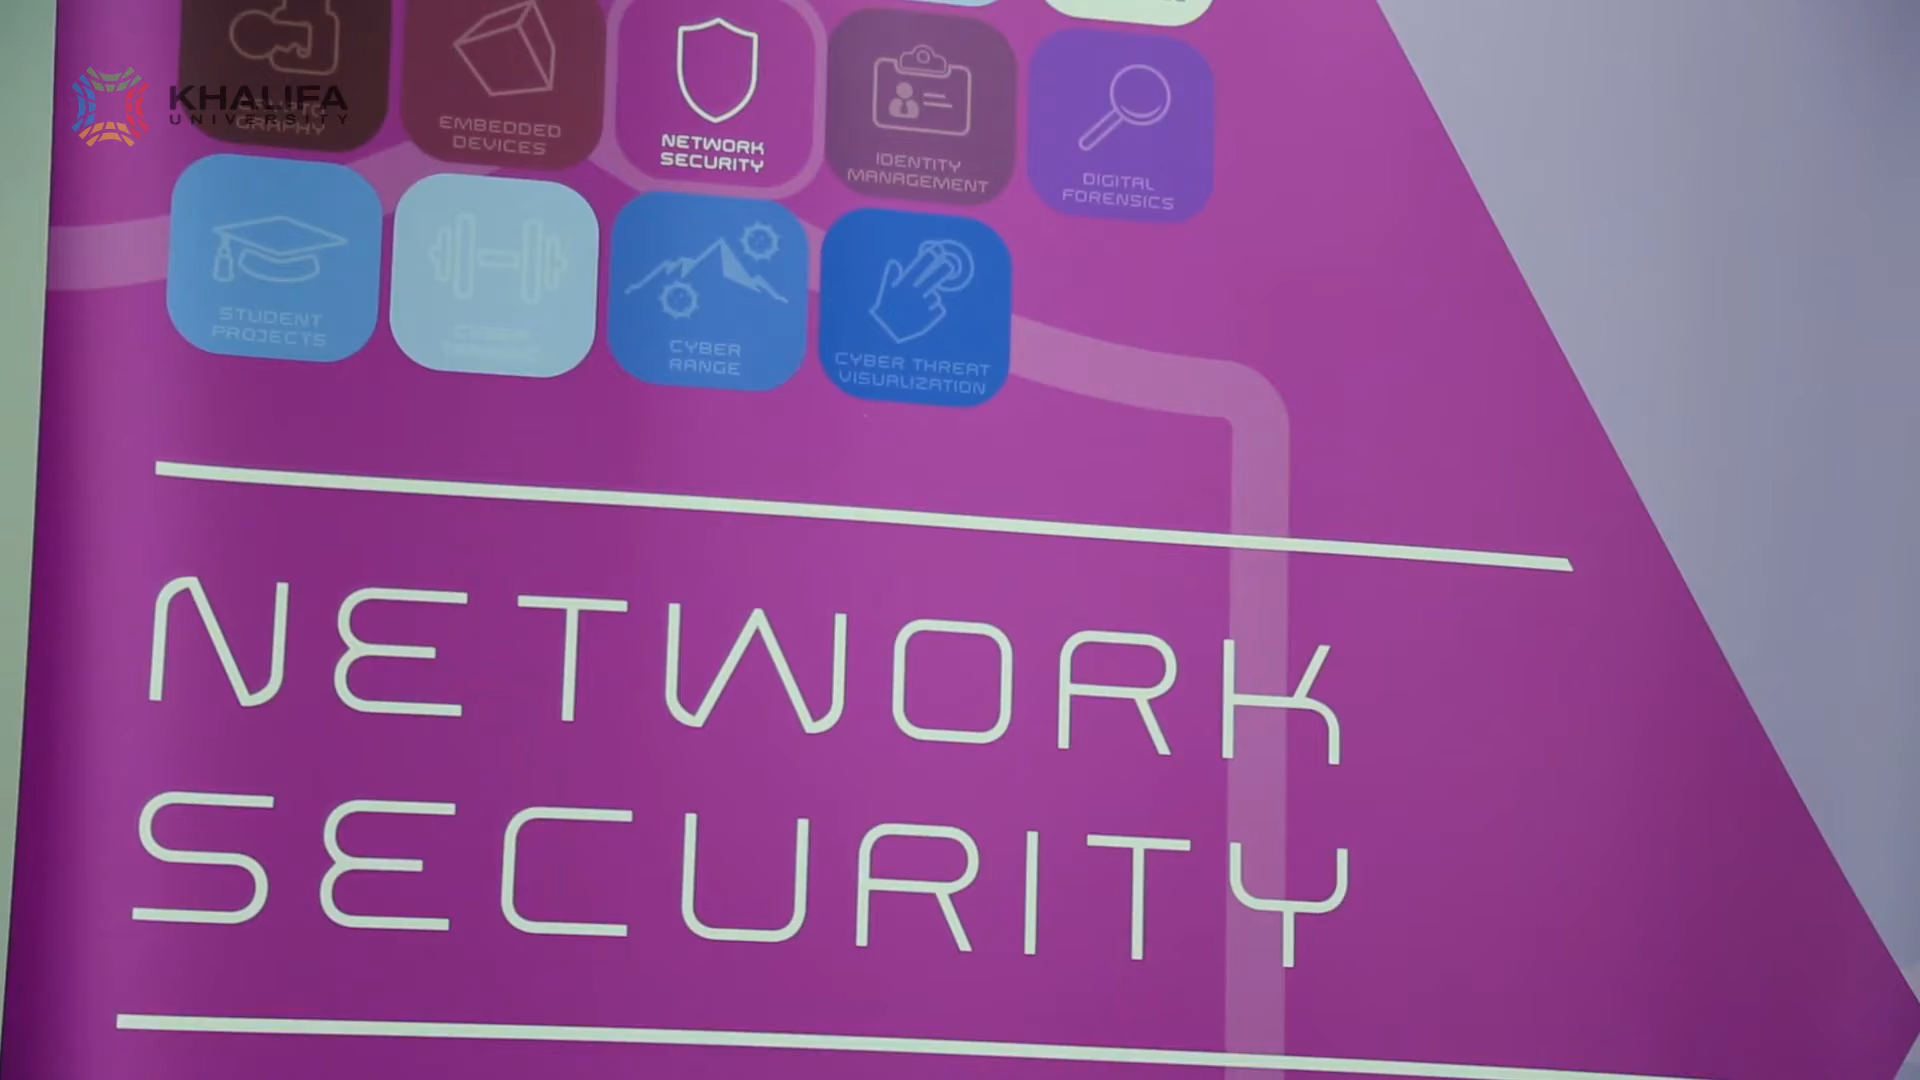 KHALIFA
UNIVERSITY
GRAPHY
EMBEDDED
DEVICES
NETWORK
SECURITY
IDENTITY
MANAGEMENT
DIGITAL
FORENSICS
STUDENT
PROJECTS
CYBER
RANGE
CYBER THREAT
VISUALIZATION
NETWORK
SECURITY